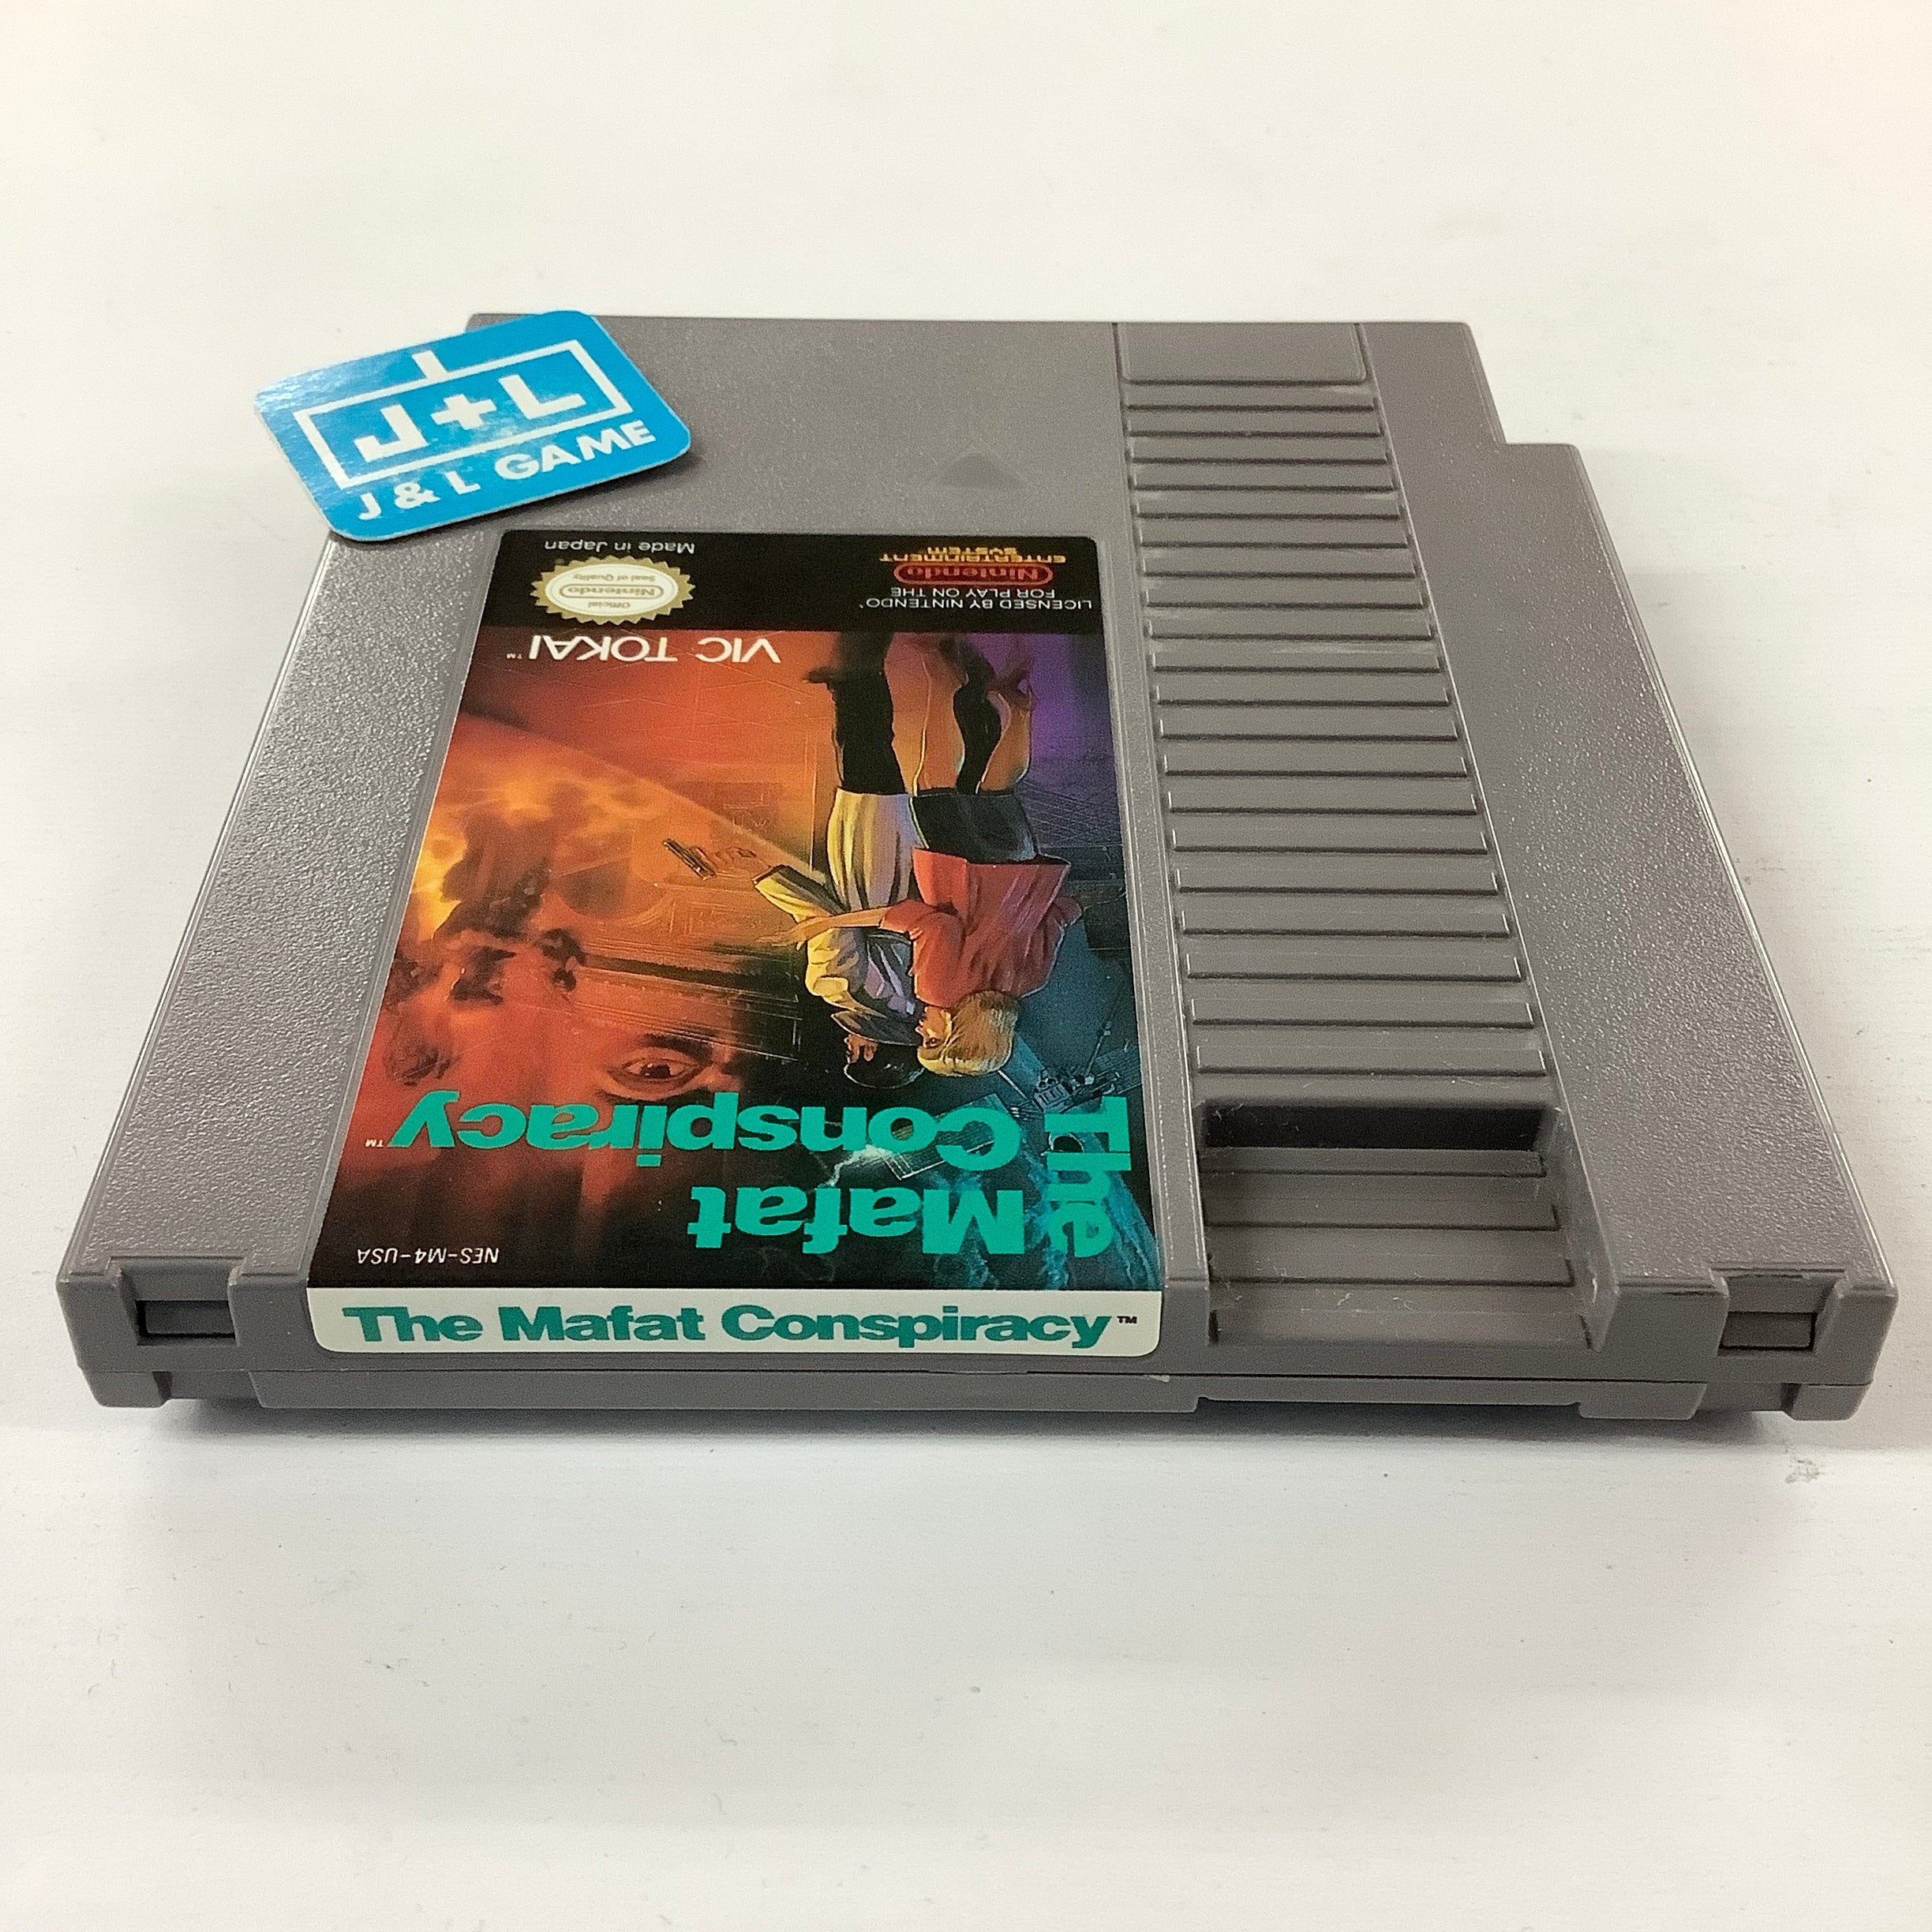 J+L
J & L GAME
The Mafat Conspiracy™
NES-M4-USA
The
Mafat
Conspiracy™
VIC TOKAI™
LICENSED BY NINTENDO®
FOR PLAY ON THE
Nintendo
ENTERTAINMENT
SYSTEM
Official
Nintendo
Seal of Quality
Made in Japan